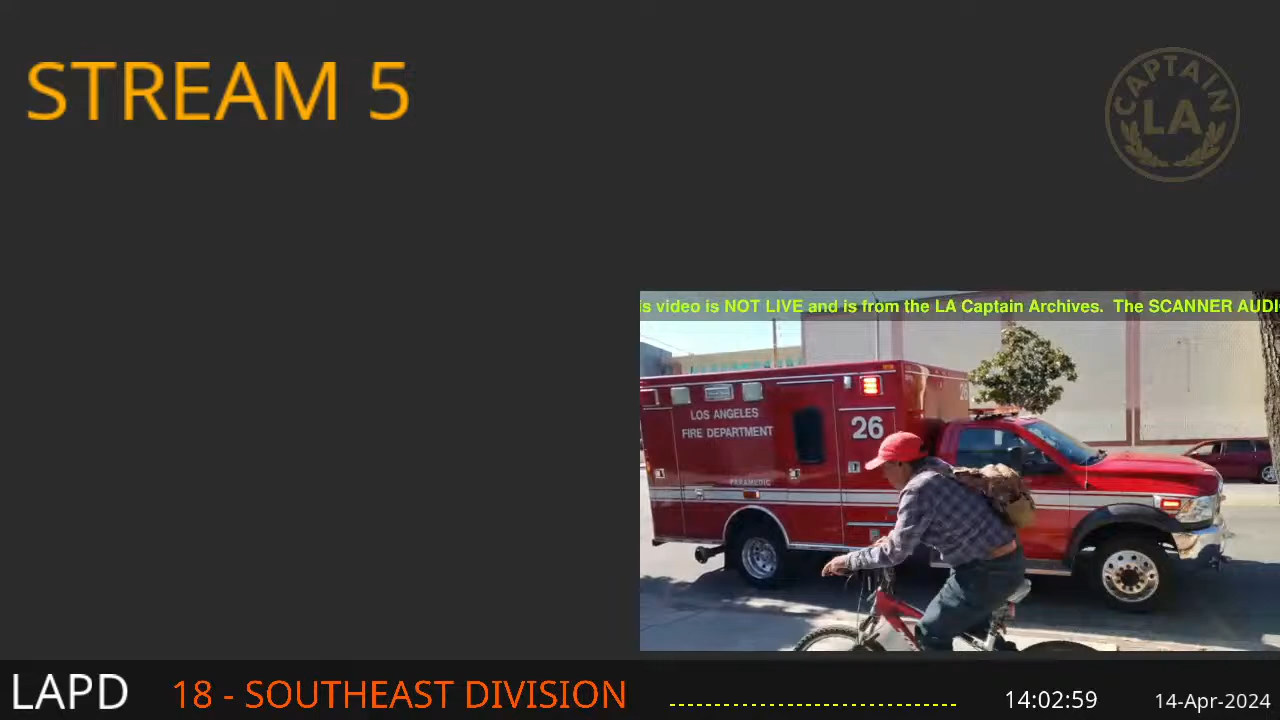 STREAM 5
CAPTAIN
LA
s video is NOT LIVE and is from the LA Captain Archives. The SCANNER AUDI
LOS ANGELES
FIRE DEPARTMENT
26
26
PARAMEDIC
LAPD
18 - SOUTHEAST DIVISION
14:02:59
14-Apr-2024